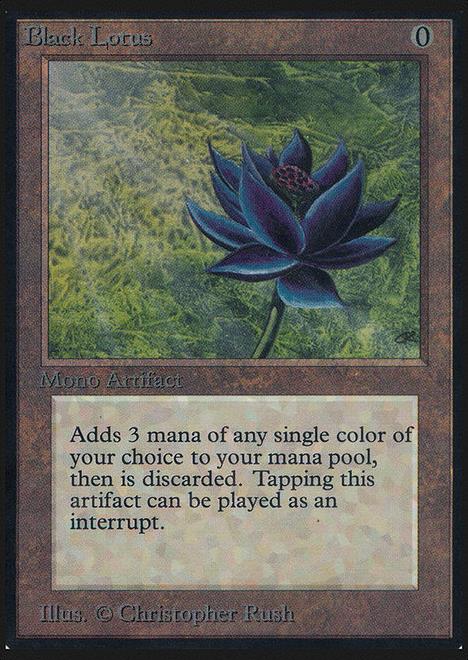 Black Lotus 0
Mono Artifact
Adds 3 mana of any single color of
your choice to your mana pool,
then is discarded. Tapping this
artifact can be played as an
interrupt.
Illus. © Christopher Rush